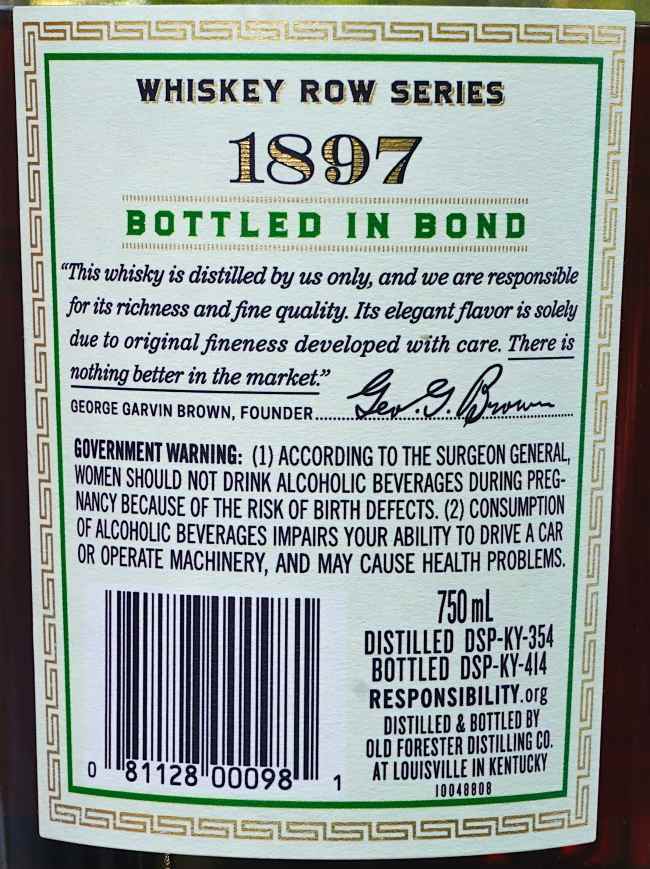 WHISKEY ROW SERIES
1897
BOTTLED IN BOND
“This whisky is distilled by us only, and we are responsible
for its richness and fine quality. Its elegant flavor is solely
due to original fineness developed with care. There is
nothing better in the market.”
GEORGE GARVIN BROWN, FOUNDER Geo. G. Brown
GOVERNMENT WARNING: (1) ACCORDING TO THE SURGEON GENERAL,
WOMEN SHOULD NOT DRINK ALCOHOLIC BEVERAGES DURING PREG-
NANCY BECAUSE OF THE RISK OF BIRTH DEFECTS. (2) CONSUMPTION
OF ALCOHOLIC BEVERAGES IMPAIRS YOUR ABILITY TO DRIVE A CAR
OR OPERATE MACHINERY, AND MAY CAUSE HEALTH PROBLEMS.
0 81128 00098 1
750 mL
DISTILLED DSP-KY-354
BOTTLED DSP-KY-414
RESPONSIBILITY.org
DISTILLED & BOTTLED BY
OLD FORESTER DISTILLING CO.
AT LOUISVILLE IN KENTUCKY
10048808